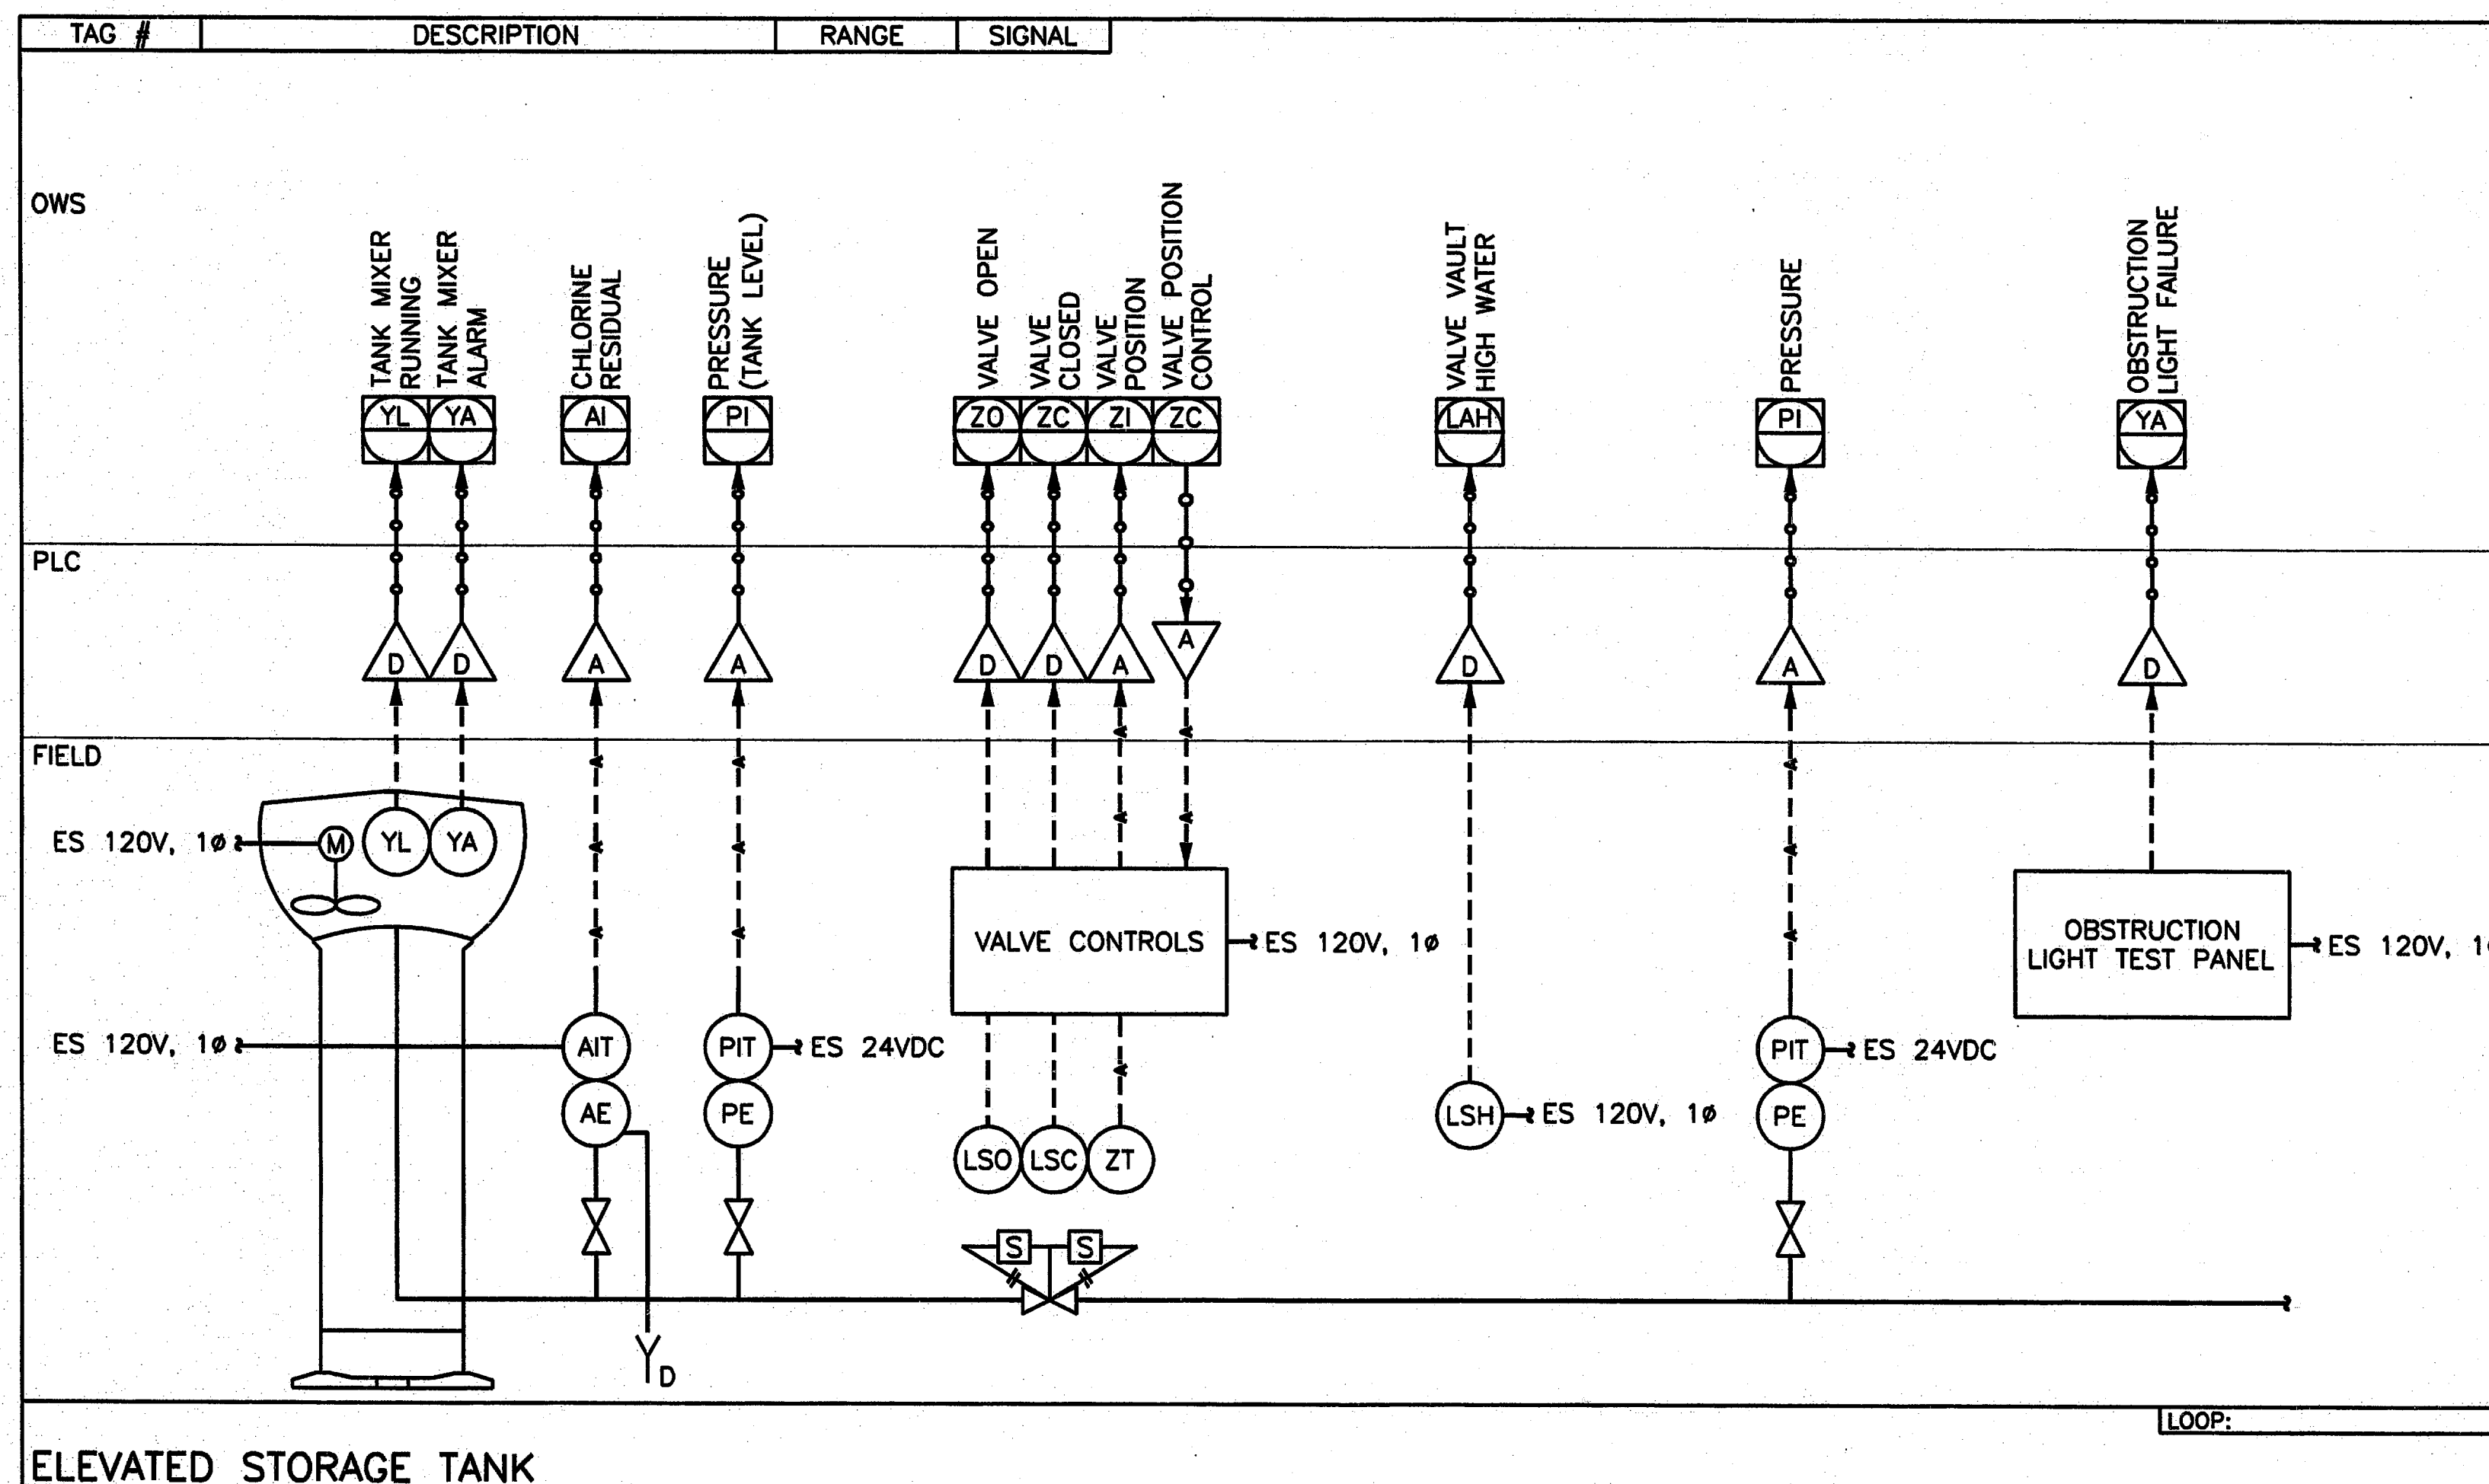 TAG #
DESCRIPTION
RANGE
SIGNAL
OWS
TANK MIXER
RUNNING
TANK MIXER
ALARM
CHLORINE
RESIDUAL
PRESSURE
(TANK LEVEL)
VALVE OPEN
VALVE
CLOSED
VALVE
POSITION
VALVE POSITION
CONTROL
VALVE VAULT
HIGH WATER
PRESSURE
OBSTRUCTION
LIGHT FAILURE
YL
YA
AI
PI
ZO
ZC
ZI
ZC
LAH
PI
YA
PLC
D
D
A
A
D
D
A
A
D
A
D
FIELD
A
A
A
A
A
A
A
A
A
A
A
A
A
ES 120V, 1ø
M
YL
YA
VALVE CONTROLS
ES 120V, 1ø
OBSTRUCTION
LIGHT TEST PANEL
ES 120V, 1ø
ES 120V, 1ø
AIT
PIT
ES 24VDC
A
PIT
ES 24VDC
AE
PE
LSH
ES 120V, 1ø
PE
LSO
LSC
ZT
S
S
D
LOOP:
ELEVATED STORAGE TANK